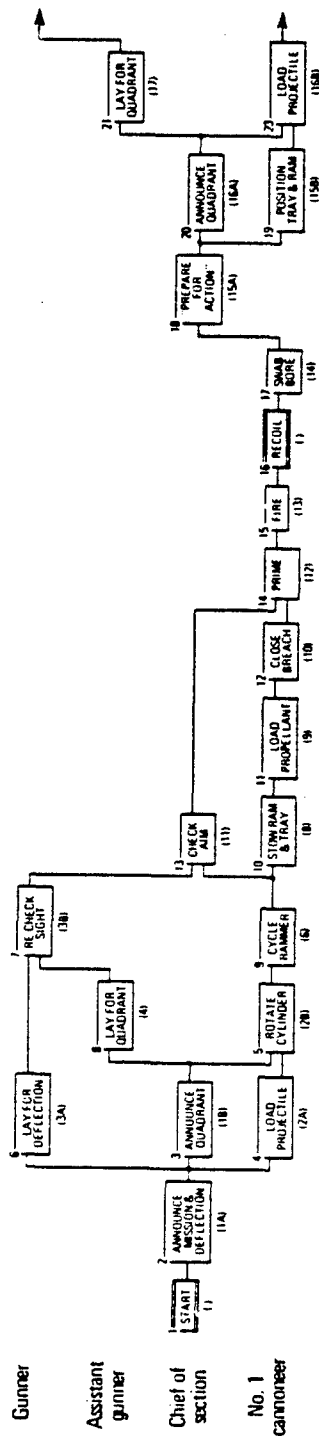 Gunner
6
LAY FOR
DEFLECTION
(3A)
7
RE CHECK
SIGHT
(3B)
Assistant
gunner
8
LAY FOR
QUADRANT
(4)
21
LAY FOR
QUADRANT
(17)
Chief of
section
1
START
( )
2
ANNOUNCE
MISSION &
DEFLECTION
(1A)
3
ANNOUNCE
QUADRANT
(1B)
13
CHECK
AIM
(11)
18
"PREPARE
FOR
ACTION"
(15A)
20
ANNOUNCE
QUADRANT
(16A)
No. 1
cannoneer
4
LOAD
PROJECTILE
(2A)
5
ROTATE
CYLINDER
(2B)
9
CYCLE
RAMMER
(6)
10
STOW RAM
& TRAY
(8)
11
LOAD
PROPELLANT
(9)
12
CLOSE
BREACH
(10)
14
PRIME
(12)
15
FIRE
(13)
16
RECOIL
( )
17
SWAB
BORE
(14)
19
POSITION
TRAY & RAM
(15B)
23
LOAD
PROJECTILE
(16B)